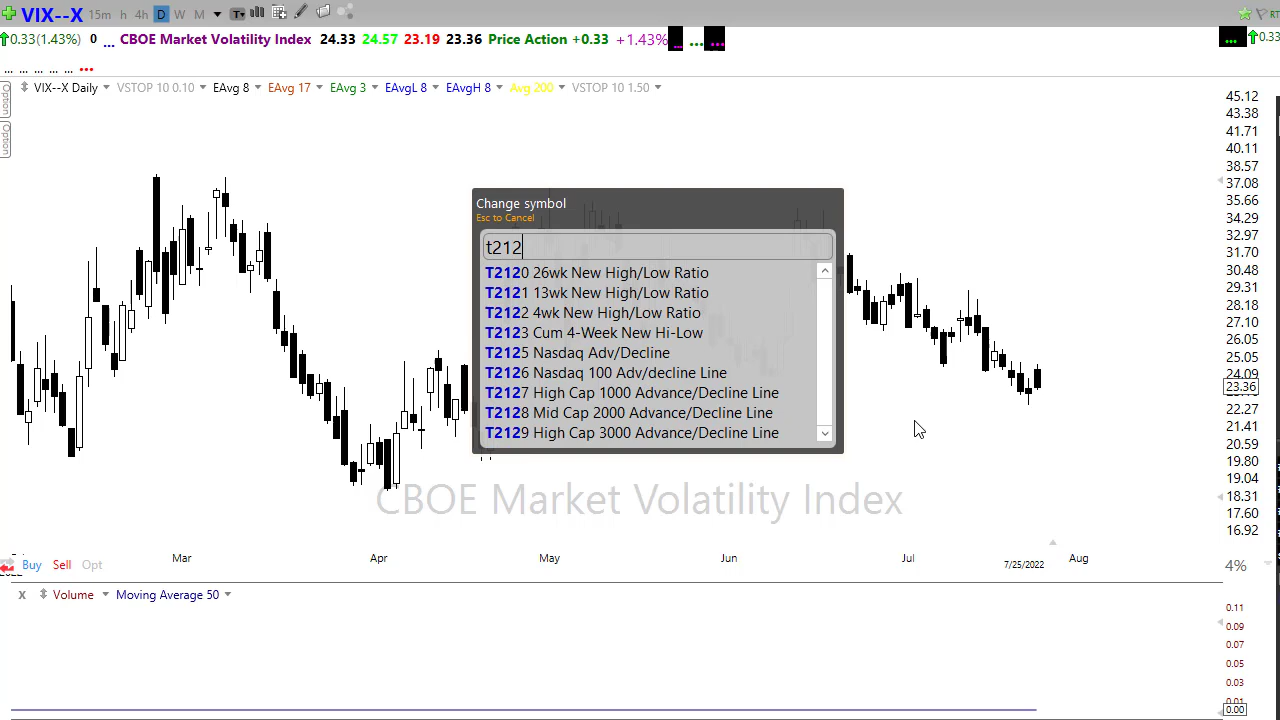 VIX--X 15m h 4h D W M T RT
0.33(1.43%) 0 ... CBOE Market Volatility Index 24.33 24.57 23.19 23.36 Price Action +0.33 +1.43% ... ... ... ... 0.33
... ... ... ... ... ...
VIX--X Daily VSTOP 10 0.10 EAvg 8 EAvg 17 EAvg 3 EAvgL 8 EAvgH 8 Avg 200 VSTOP 10 1.50
Option
Option
45.12
43.38
41.71
40.11
38.57
37.08
35.66
34.29
32.97
31.70
30.48
29.31
28.18
27.10
26.05
25.05
24.09
23.36
22.27
21.41
20.59
19.80
19.04
18.31
17.60
16.92
Change symbol
Esc to Cancel
t212
T2120 26wk New High/Low Ratio
T2121 13wk New High/Low Ratio
T2122 4wk New High/Low Ratio
T2123 Cum 4-Week New Hi-Low
T2125 Nasdaq Adv/Decline
T2126 Nasdaq 100 Adv/decline Line
T2127 High Cap 1000 Advance/Decline Line
T2128 Mid Cap 2000 Advance/Decline Line
T2129 High Cap 3000 Advance/Decline Line
CBOE Market Volatility Index
Mar Apr May Jun Jul 7/25/2022 Aug
Buy Sell Opt 4%
X Volume Moving Average 50
0.11
0.09
0.07
0.05
0.03
0.01
0.00